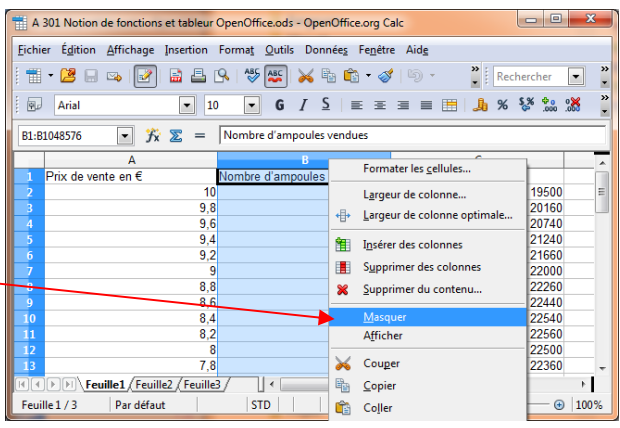 A 301 Notion de fonctions et tableur OpenOffice.ods - OpenOffice.org Calc
Fichier Édition Affichage Insertion Format Outils Données Fenêtre Aide
Rechercher
Arial 10 G I S
B1:B1048576 = Nombre d'ampoules vendues
A B
1 Prix de vente en € Nombre d'ampoules
2 10 19500
3 9,8 20160
4 9,6 20740
5 9,4 21240
6 9,2 21660
7 9 22000
8 8,8 22260
9 8,6 22440
10 8,4 22540
11 8,2 22560
12 8 22500
13 7,8 22360
Formater les cellules...
Largeur de colonne...
Largeur de colonne optimale...
Insérer des colonnes
Supprimer des colonnes
Supprimer du contenu...
Masquer
Afficher
Couper
Copier
Coller
Feuille1 Feuille2 Feuille3
Feuille 1 / 3 Par défaut STD 100%